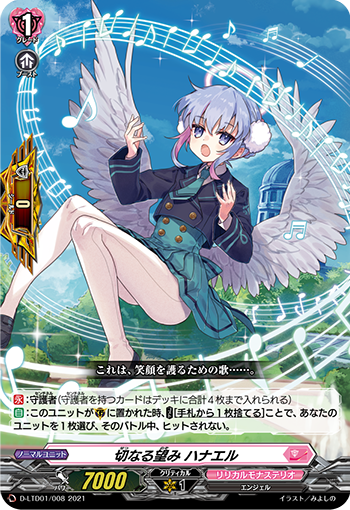 1
グレード
ブースト
シールド
0
これは、笑顔を護るための歌……。
永:守護者(守護者を持つカードはデッキに合計4枚まで入れられる)
自:このユニットが(G)に置かれた時、[手札から1枚捨てる]ことで、あなたの
ユニットを1枚選び、そのバトル中、ヒットされない。
ノーマルユニット
切なる望み ハナエル
リリカルモナステリオ
パワー
7000
クリティカル
1
エンジェル
D-LTD01/008 2021
イラスト/みよしの